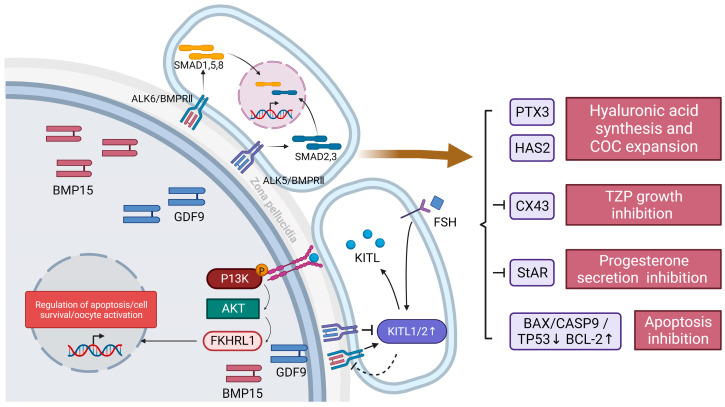 SMAD1,5,8
ALK6/BMPRⅡ
SMAD2,3
ALK5/BMPRⅡ
Zona pellucidia
BMP15
GDF9
P
P13K
AKT
FKHRL1
Regulation of apoptosis/cell
survival/oocyte activation
GDF9
BMP15
FSH
KITL
KITL1/2↑
PTX3
HAS2
Hyaluronic acid
synthesis and
COC expansion
CX43
TZP growth
inhibition
StAR
Progesterone
secretion inhibition
BAX/CASP9 /
TP53↓ BCL-2↑
Apoptosis
inhibition